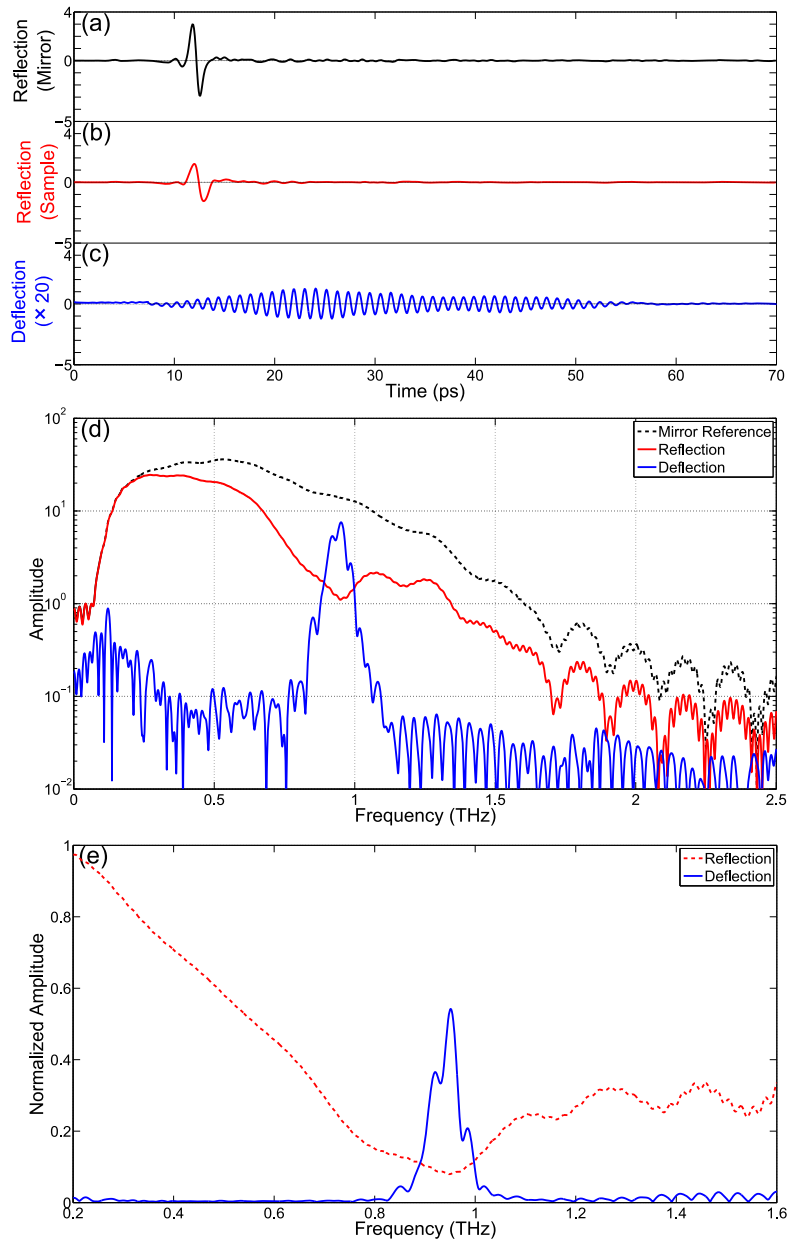 (a)
Reflection
(Mirror)
4
0
−5
(b)
Reflection
(Sample)
4
0
−5
(c)
Deflection
(×20)
4
0
−5
0 10 20 30 40 50 60 70
Time (ps)
(d)
Mirror Reference
Reflection
Deflection
Amplitude
10^2
10^1
10^0
10^−1
10^−2
0 0.5 1 1.5 2 2.5
Frequency (THz)
(e)
Reflection
Deflection
Normalized Amplitude
1
0.8
0.6
0.4
0.2
0
0.2 0.4 0.6 0.8 1 1.2 1.4 1.6
Frequency (THz)